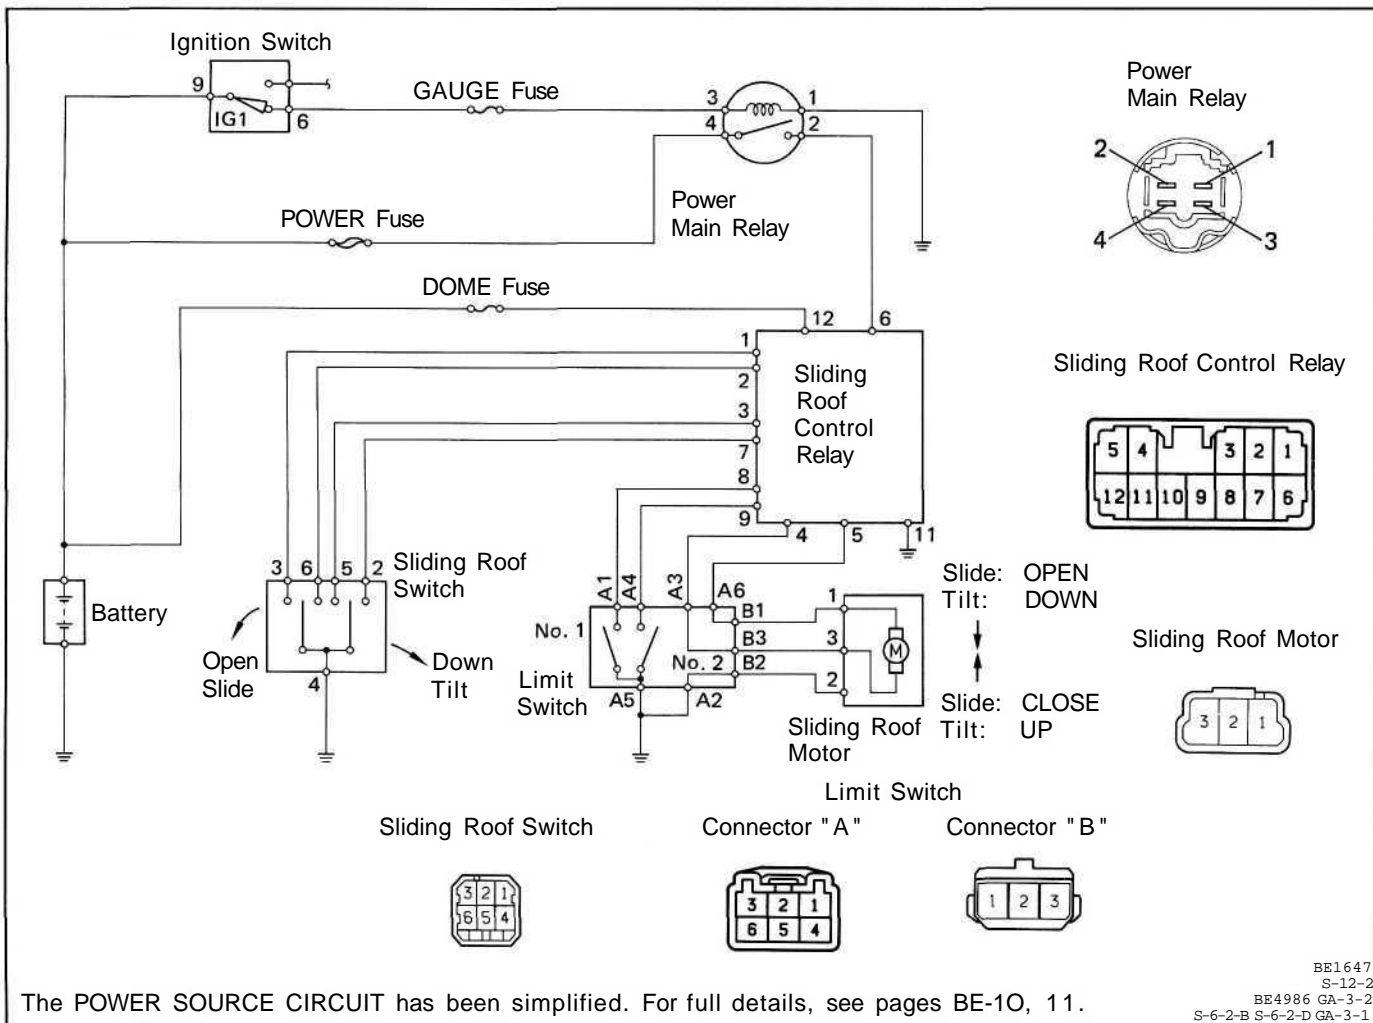 Ignition Switch
9
IG1
6
GAUGE Fuse
3
1
4
2
Power
Main Relay
Power
Main Relay
2
1
4
3
POWER Fuse
DOME Fuse
12
6
1
2
3
7
8
9
Sliding
Roof
Control
Relay
4
5
11
Sliding Roof Control Relay
5 4 3 2 1
12 11 10 9 8 7 6
3 6 5 2
Sliding Roof
Switch
Battery
Open
Slide
4
Down
Tilt
A1
A4
A3
A6
No. 1
No. 2
B1
B3
B2
Limit
Switch
A5
A2
1
3
2
M
Sliding Roof
Motor
Slide: OPEN
Tilt: DOWN
Slide: CLOSE
Tilt: UP
Sliding Roof Motor
3 2 1
Limit Switch
Sliding Roof Switch
Connector "A"
Connector "B"
3 2 1
6 5 4
3 2 1
6 5 4
1 2 3
BE1647
S-12-2
BE4986 GA-3-2
S-6-2-B S-6-2-D GA-3-1
The POWER SOURCE CIRCUIT has been simplified. For full details, see pages BE-1O, 11.